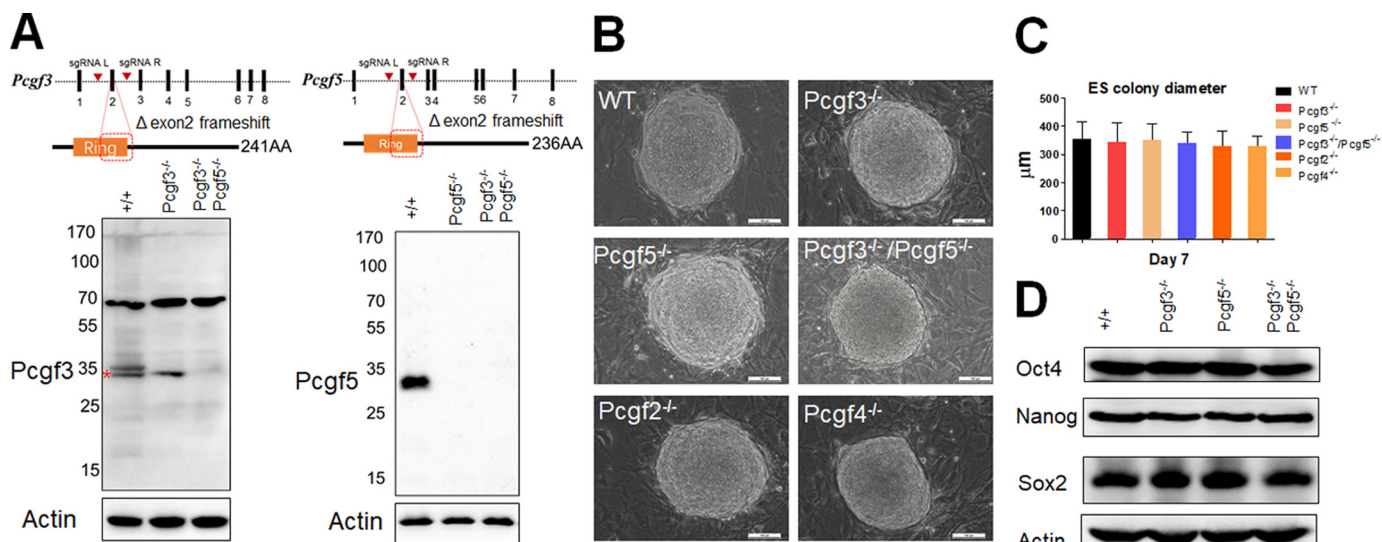 A
sgRNA L sgRNA R
Pcgf3
1 2 3 4 5 6 7 8
Δ exon2 frameshift
Ring
241AA
sgRNA L sgRNA R
Pcgf5
1 2 34 56 7 8
Δ exon2 frameshift
Ring
236AA
+/+
Pcgf3-/-
Pcgf3-/-
Pcgf5-/-
170
100
70
55
35
25
15
Pcgf3
*
Actin
+/+
Pcgf5-/-
Pcgf3-/-
Pcgf5-/-
170
100
70
55
35
25
15
Pcgf5
Actin
B
WT
Pcgf3-/-
Pcgf5-/-
Pcgf3-/-/Pcgf5-/-
Pcgf2-/-
Pcgf4-/-
C
ES colony diameter
μm
500
400
300
200
100
0
Day 7
WT
Pcgf3-/-
Pcgf5-/-
Pcgf3-/-/Pcgf5-/-
Pcgf2-/-
Pcgf4-/-
D
+/+
Pcgf3-/-
Pcgf5-/-
Pcgf3-/-
Pcgf5-/-
Oct4
Nanog
Sox2
Actin